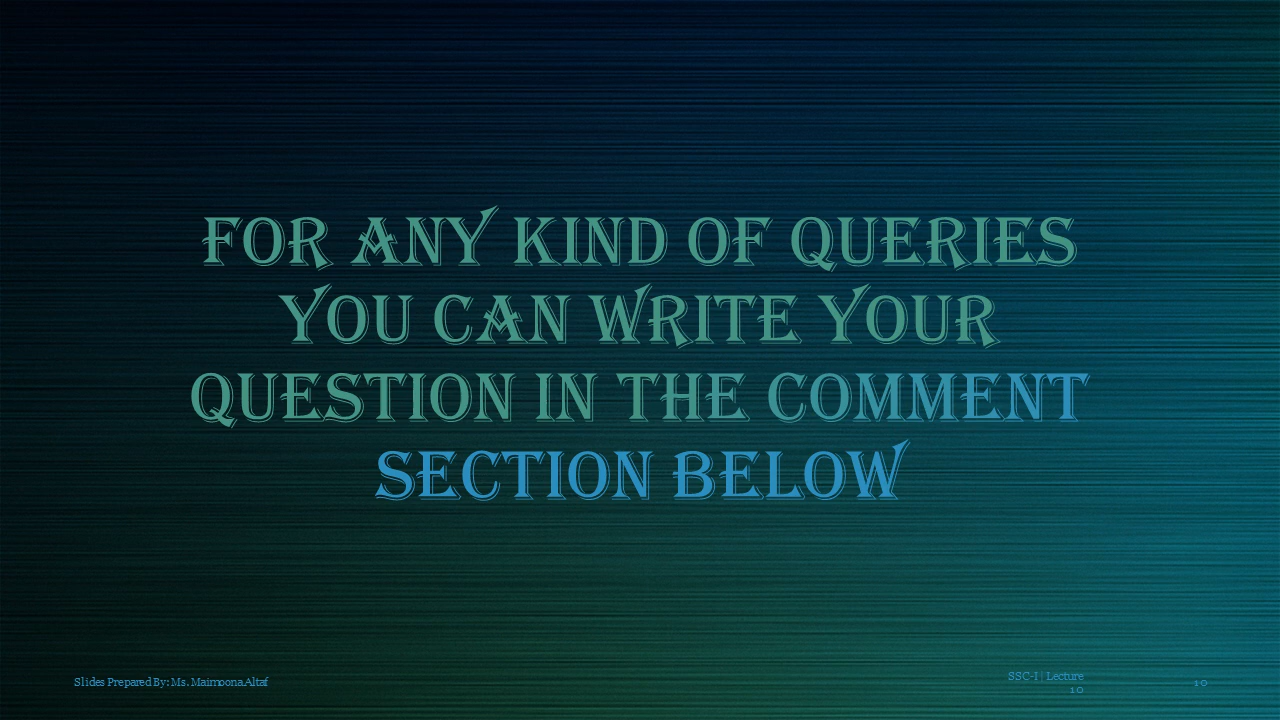 FOR ANY KIND OF QUERIES
YOU CAN WRITE YOUR
QUESTION IN THE COMMENT
SECTION BELOW
Slides Prepared By: Ms. Maimoona Altaf
SSC-I | Lecture
10
10